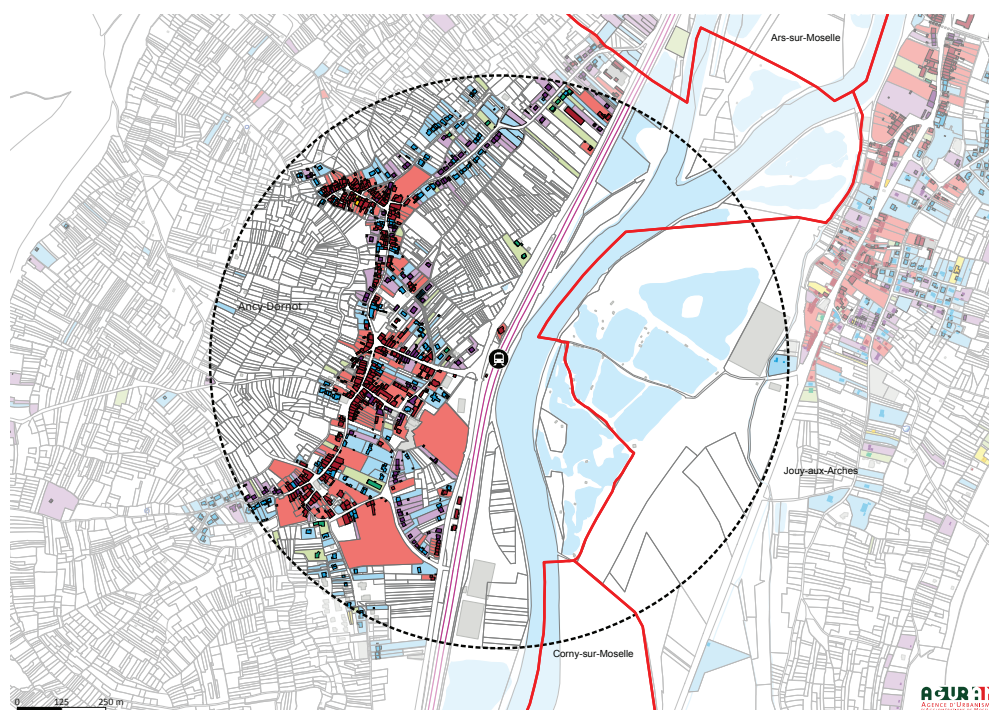 Ars-sur-Moselle
Ancy-Dornot
Jouy-aux-Arches
Corny-sur-Moselle
0 125 250 m
AGURAM
AGENCE D'URBANISME